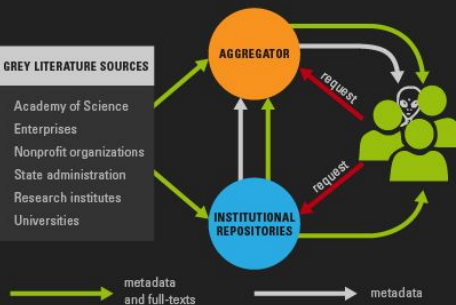 GREY LITERATURE SOURCES
Academy of Science
Enterprises
Nonprofit organizations
State administration
Research institutes
Universities
AGGREGATOR
request
request
INSTITUTIONAL
REPOSITORIES
metadata
and full-texts
metadata